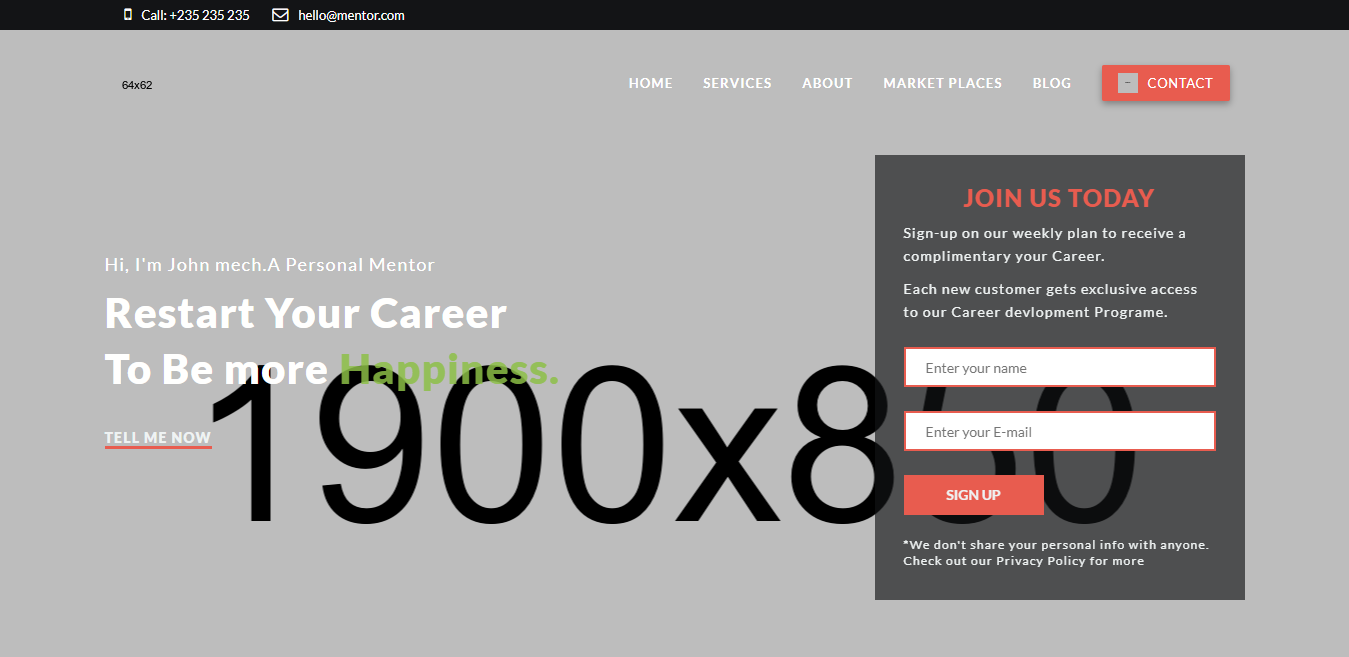 Call: +235 235 235 hello@mentor.com
64x62
HOME SERVICES ABOUT MARKET PLACES BLOG CONTACT
Hi, I'm John mech.A Personal Mentor
Restart Your Career
To Be more Happiness.
TELL ME NOW
1900x850
JOIN US TODAY
Sign-up on our weekly plan to receive a
complimentary your Career.
Each new customer gets exclusive access
to our Career devlopment Programe.
Enter your name
Enter your E-mail
SIGN UP
*We don't share your personal info with anyone.
Check out our Privacy Policy for more